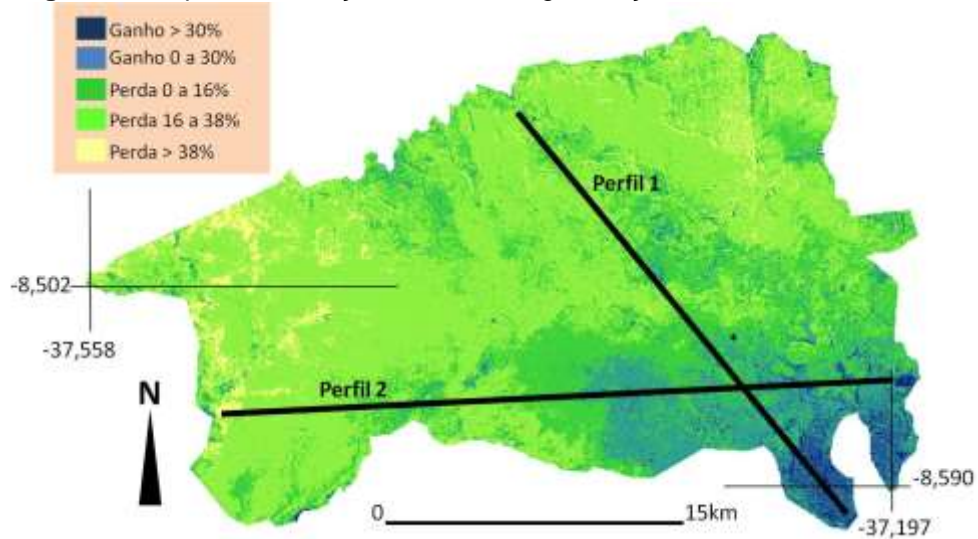 Ganho > 30%
Ganho 0 a 30%
Perda 0 a 16%
Perda 16 a 38%
Perda > 38%
Perfil 1
-8,502
-37,558
Perfil 2
N
-8,590
0
15km
-37,197